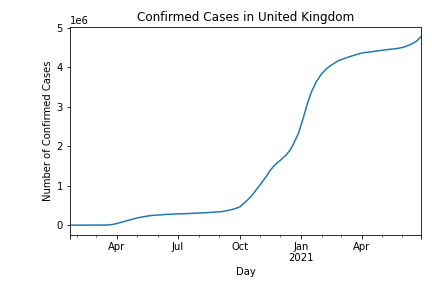 Confirmed Cases in United Kingdom
1e6
5
4
3
2
1
0
Number of Confirmed Cases
Apr
Jul
Oct
Jan
2021
Apr
Day